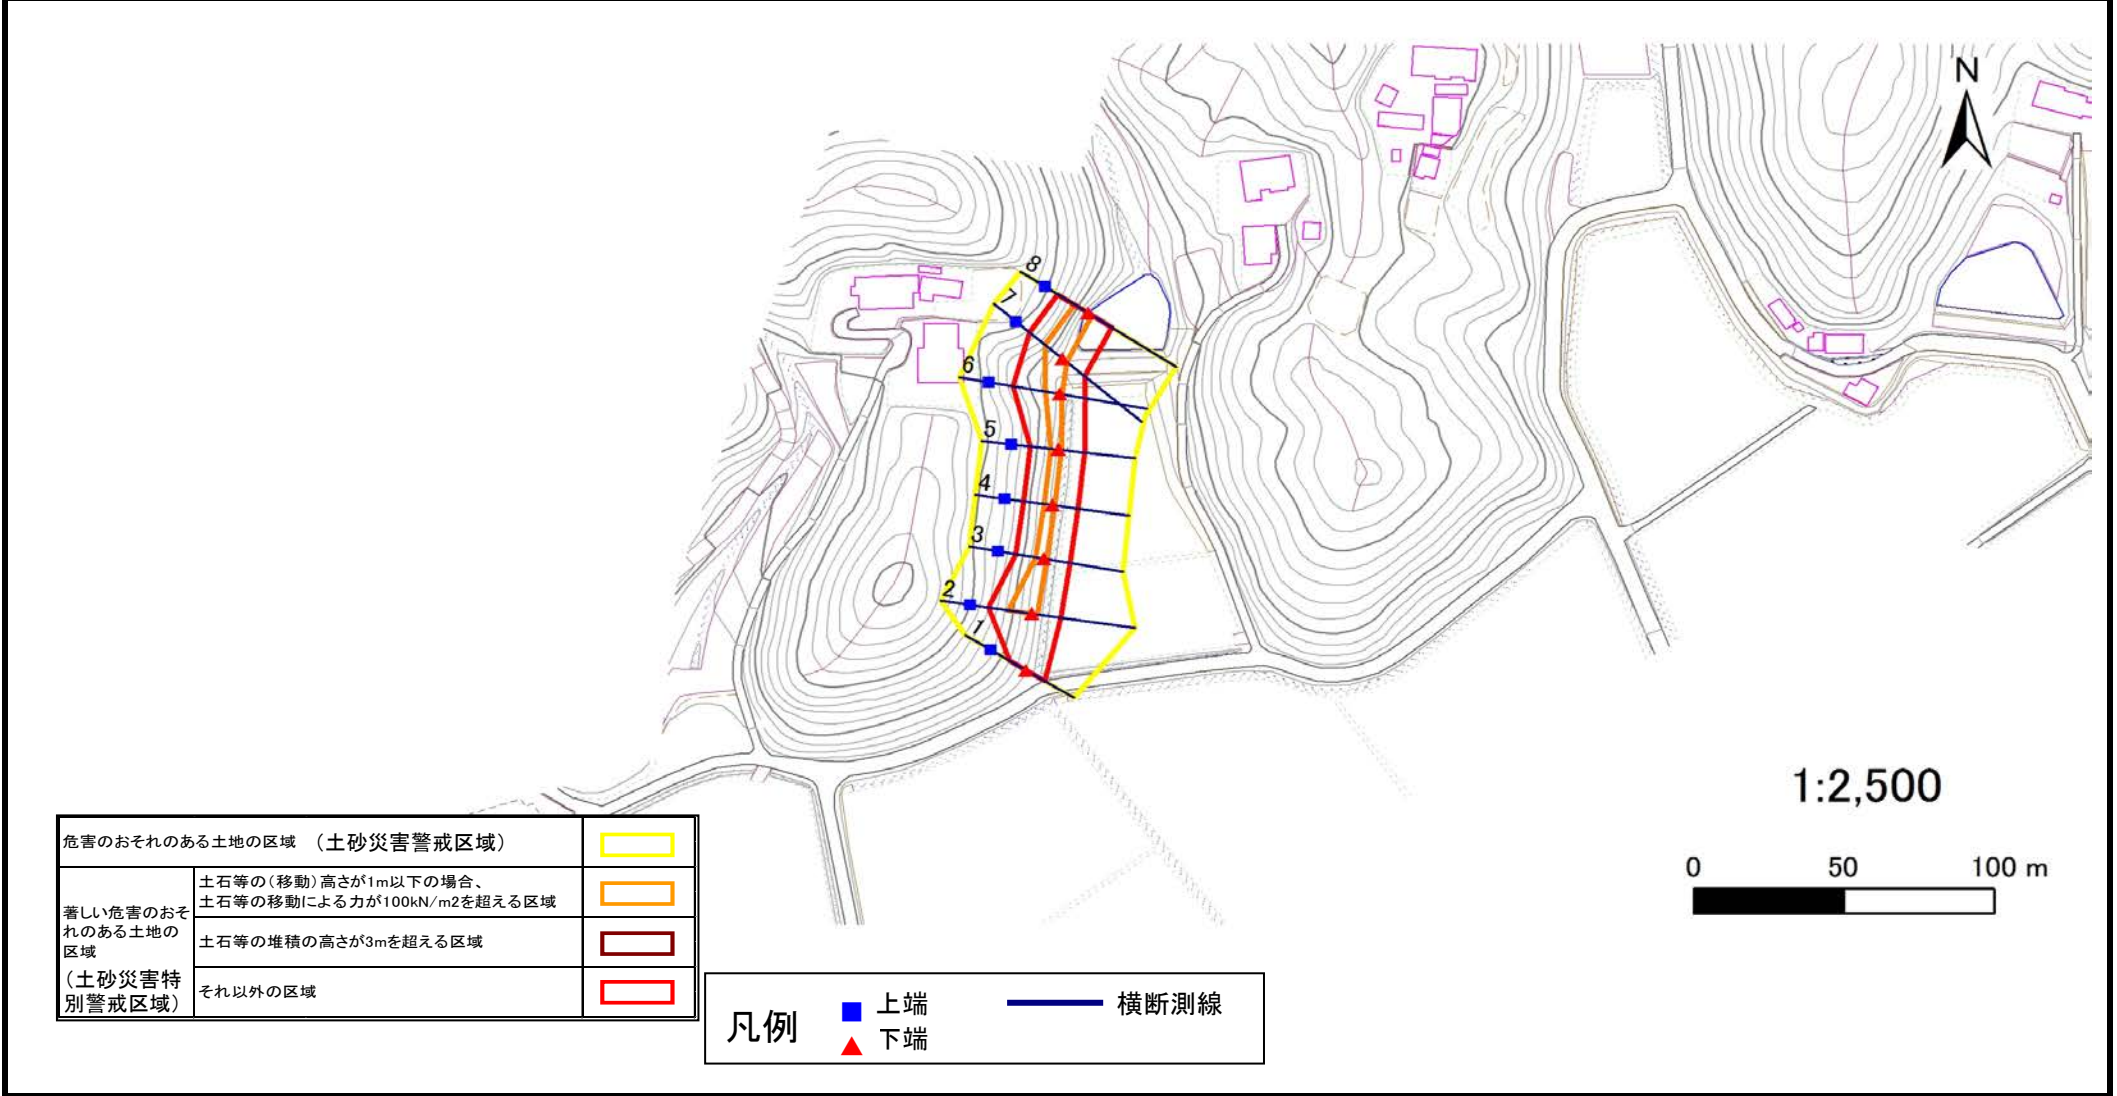 N
8
7
6
5
4
3
2
1
1:2,500
0 50 100 m
危害のおそれのある土地の区域 (土砂災害警戒区域)
著しい危害のおそ
れのある土地の
区域
(土砂災害特
別警戒区域)
土石等の(移動)高さが1m以下の場合、
土石等の移動による力が100kN/m2を超える区域
土石等の堆積の高さが3mを超える区域
それ以外の区域
凡例
上端
下端
横断測線